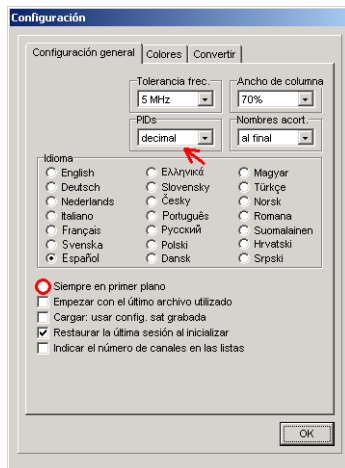 Configuración
Configuración general Colores Convertir
Tolerancia frec. Ancho de columna
5 MHz 70%
PIDs Nombres acort.
decimal al final
Idioma
English Ελληνικά Magyar
Deutsch Slovensky Türkçe
Nederlands Česky Norsk
Italiano Português Romana
Français Русский Suomalainen
Svenska Polski Hrvatski
Español Dansk Srpski
Siempre en primer plano
Empezar con el último archivo utilizado
Cargar: usar config. sat grabada
Restaurar la última sesión al inicializar
Indicar el número de canales en las listas
OK